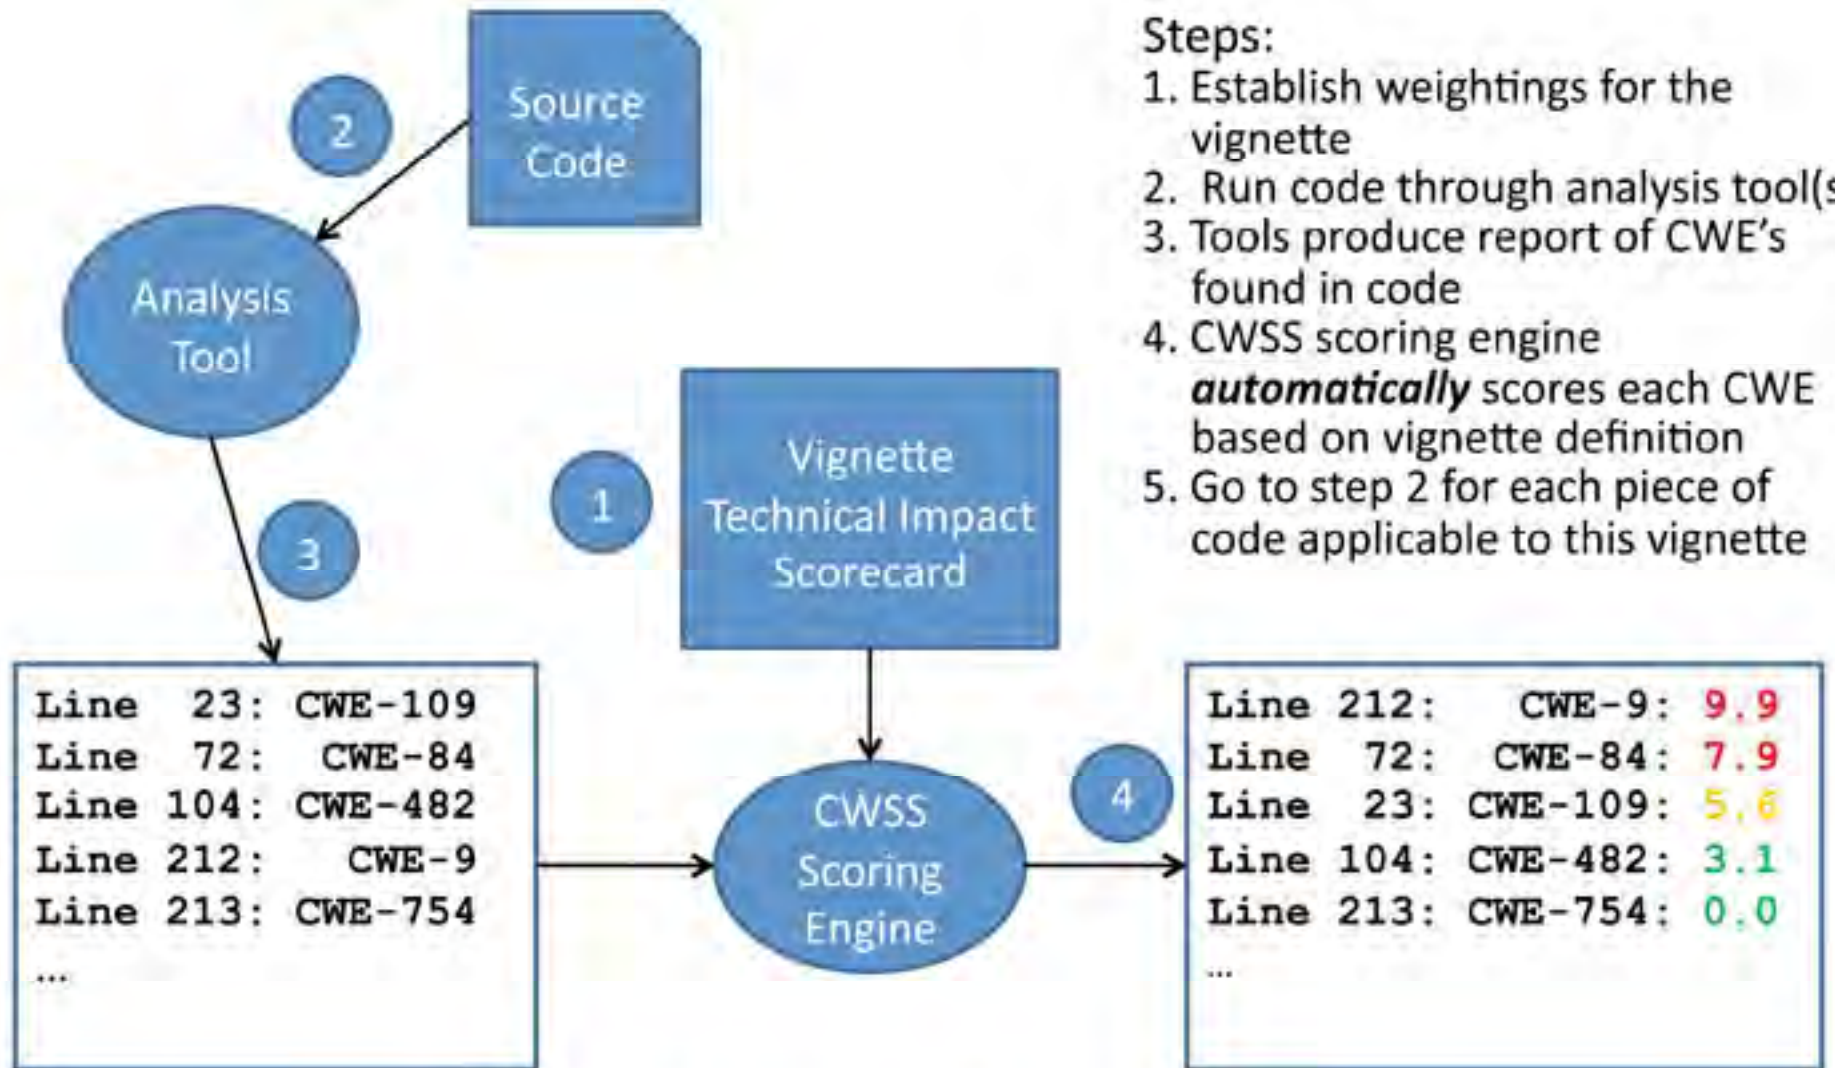 Steps:
1. Establish weightings for the
vignette
2. Run code through analysis tool(s
3. Tools produce report of CWE's
found in code
4. CWSS scoring engine
automatically scores each CWE
based on vignette definition
5. Go to step 2 for each piece of
code applicable to this vignette
2
Source
Code
Analysis
Tool
3
1
Vignette
Technical Impact
Scorecard
Line 23: CWE-109
Line 72: CWE-84
Line 104: CWE-482
Line 212: CWE-9
Line 213: CWE-754
...
CWSS
Scoring
Engine
4
Line 212: CWE-9: 9.9
Line 72: CWE-84: 7.9
Line 23: CWE-109: 5.6
Line 104: CWE-482: 3.1
Line 213: CWE-754: 0.0
...